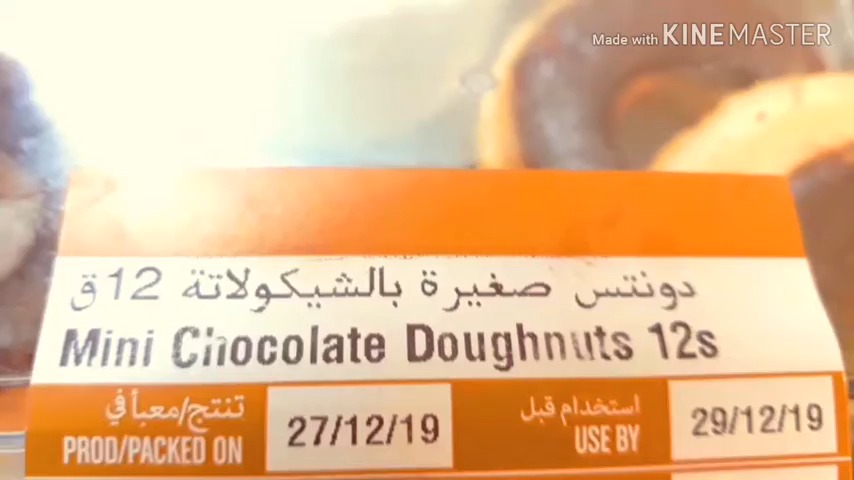 Made with KINEMASTER
دونتس صغيرة بالشيكولاتة 12ق
Mini Chocolate Doughnuts 12s
تنتج/معبأ في
PROD/PACKED ON
27/12/19
استخدام قبل
USE BY
29/12/19